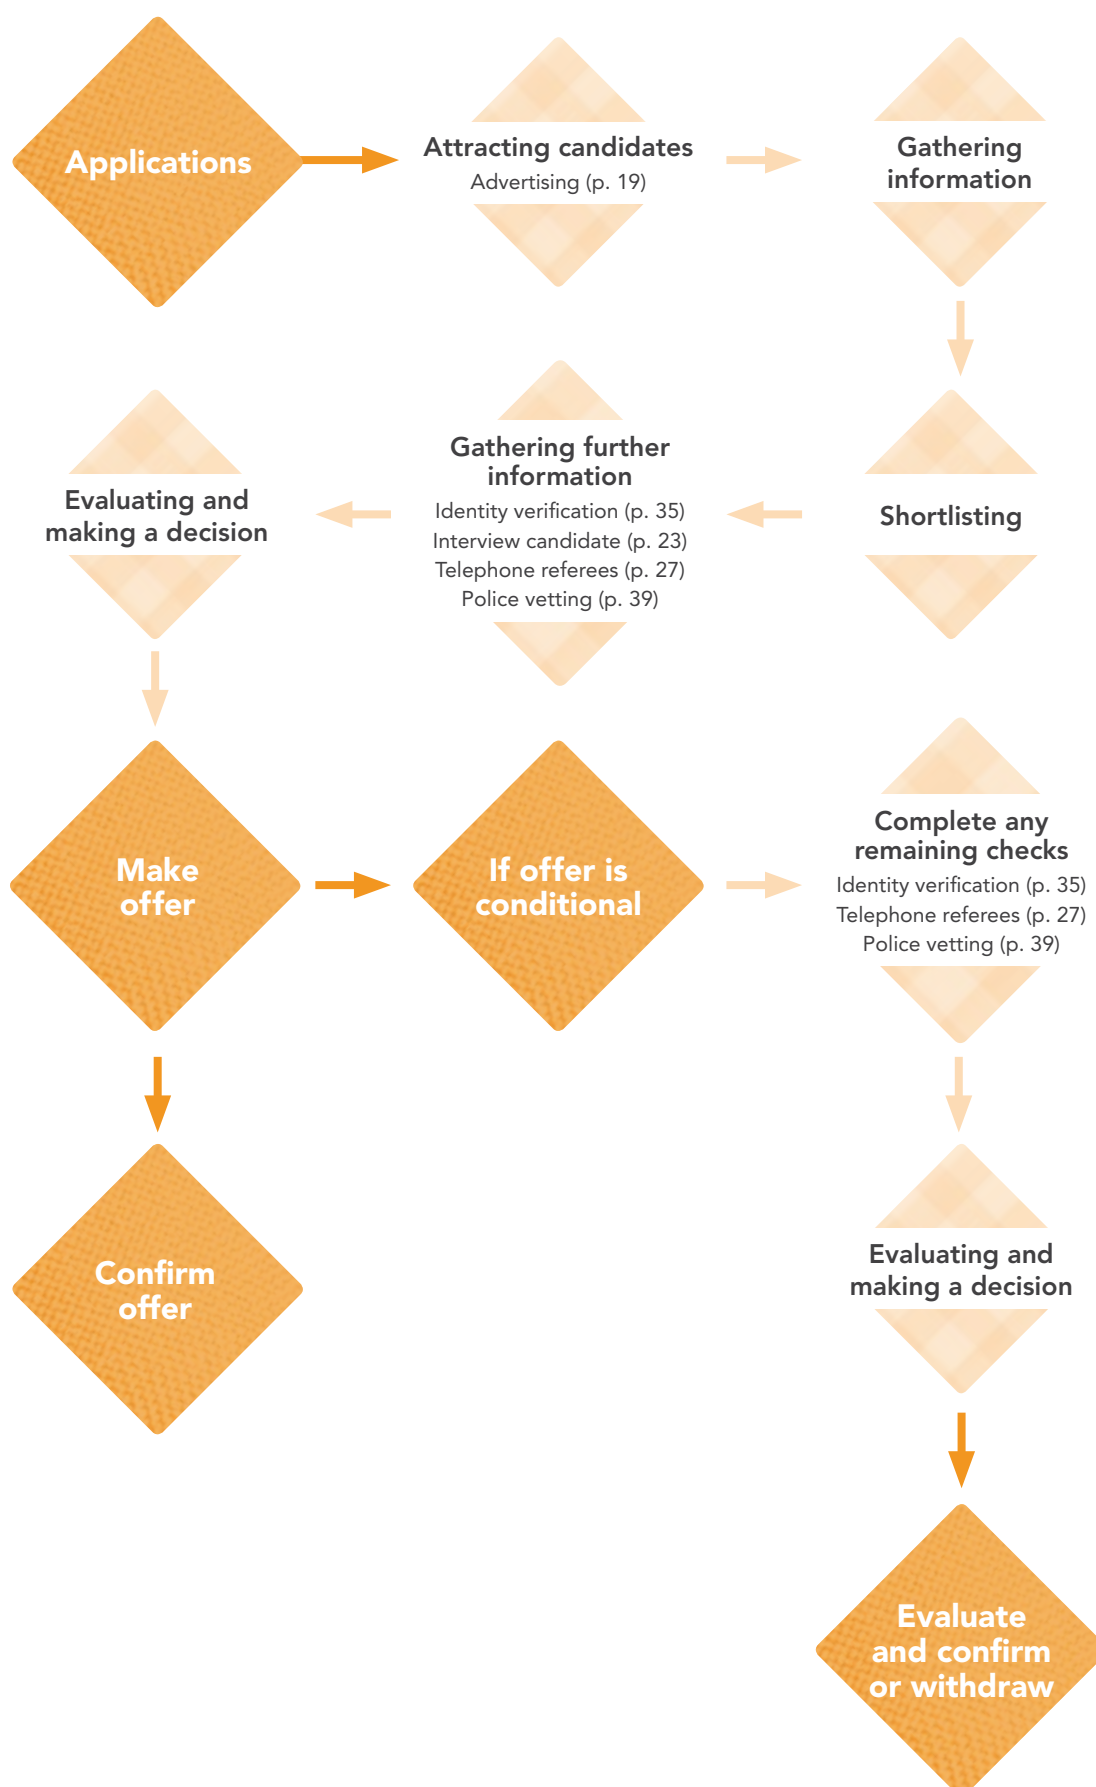 Applications
Attracting candidates
Advertising (p. 19)
Gathering
information
Shortlisting
Gathering further
information
Identity verification (p. 35)
Interview candidate (p. 23)
Telephone referees (p. 27)
Police vetting (p. 39)
Evaluating and
making a decision
Make
offer
If offer is
conditional
Complete any
remaining checks
Identity verification (p. 35)
Telephone referees (p. 27)
Police vetting (p. 39)
Confirm
offer
Evaluating and
making a decision
Evaluate
and confirm
or withdraw